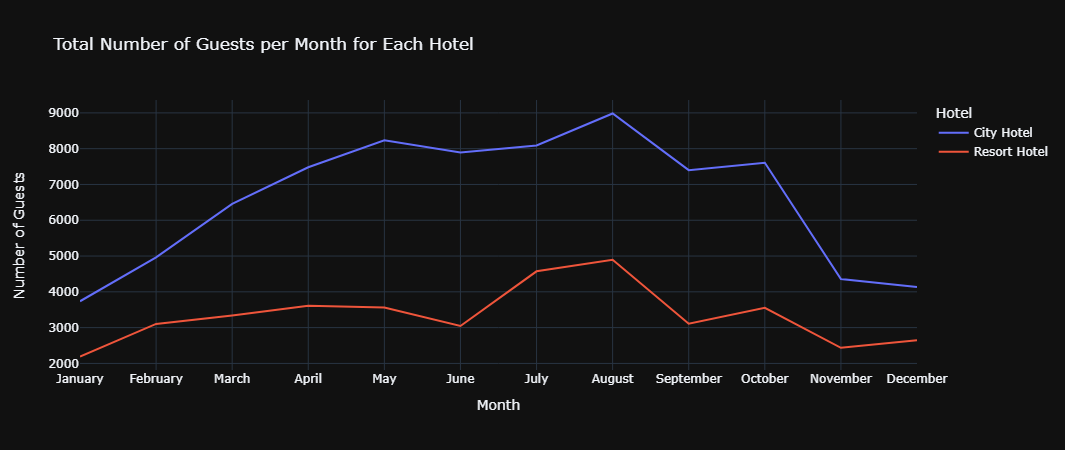 Total Number of Guests per Month for Each Hotel
Number of Guests
9000
8000
7000
6000
5000
4000
3000
2000
January February March April May June July August September October November December
Month
Hotel
City Hotel
Resort Hotel